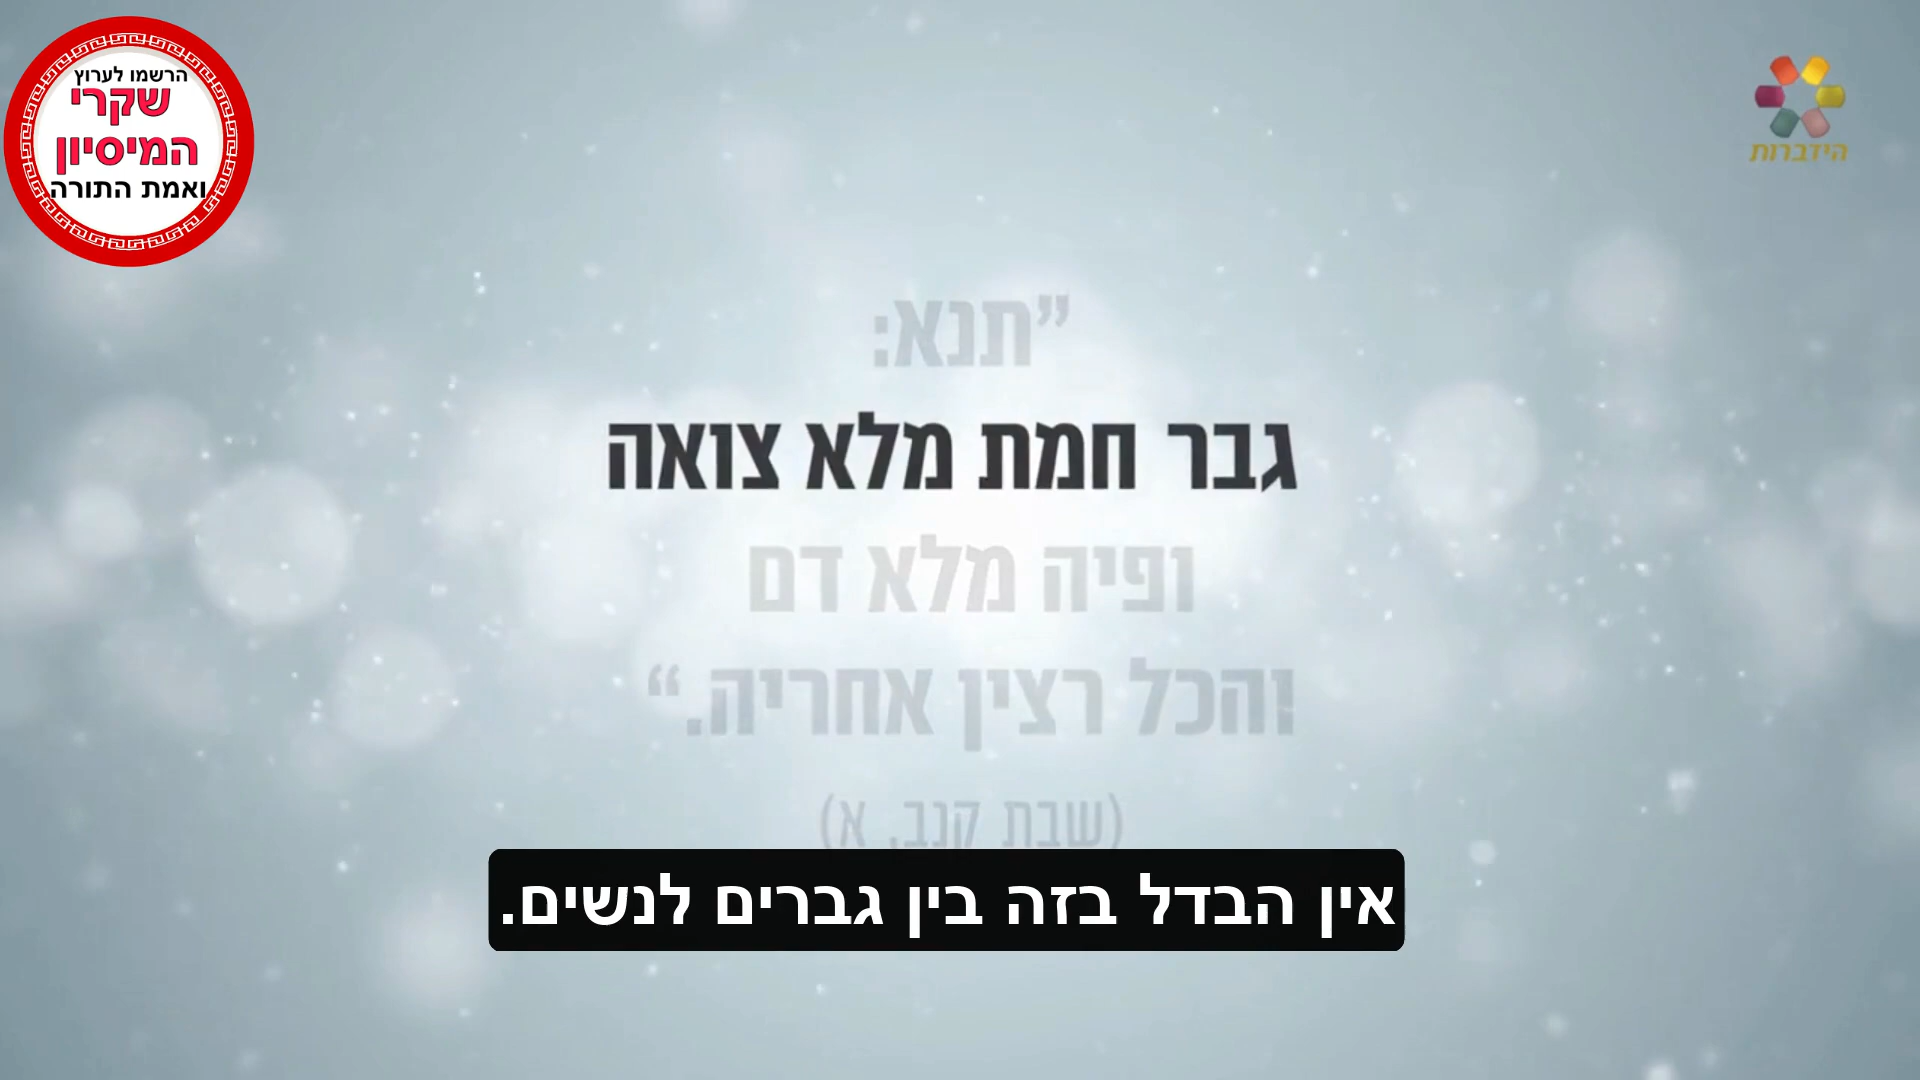 הרשמו לערוץ
שקרי
המיסיון
ואמת התורה
הידברות
"תנא:
גבר חמת מלא צואה
ופיה מלא דם
והכל רצין אחריה."
(שבת קנב, א)
אין הבדל בזה בין גברים לנשים.